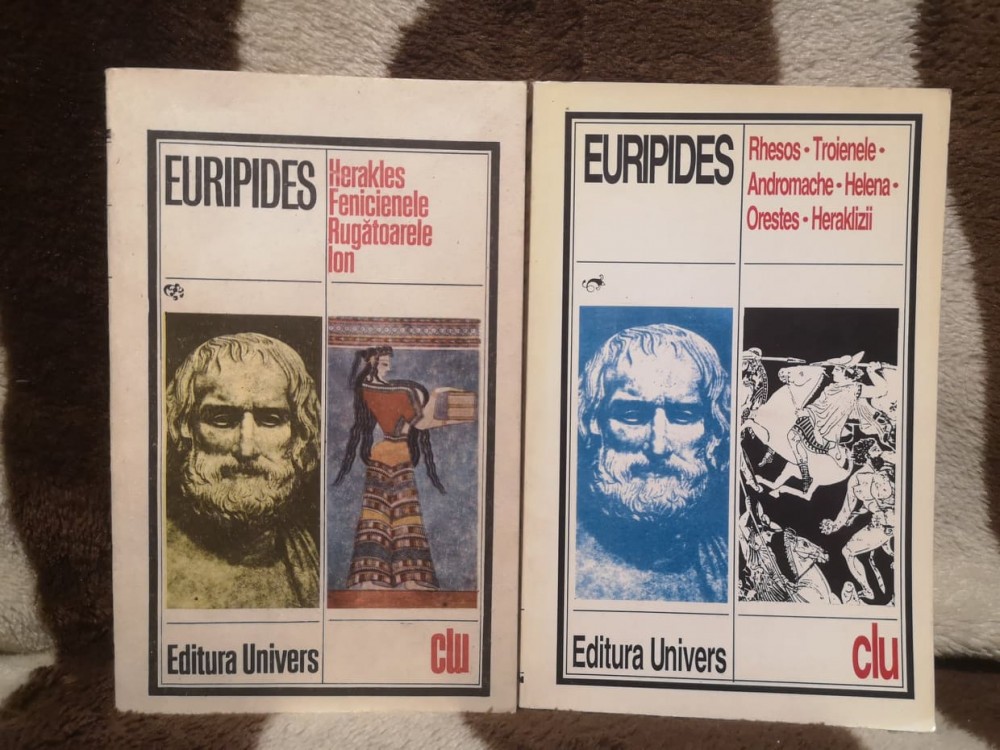 EURIPIDES
Herakles
Fenicienele
Rugătoarele
Ion
Editura Univers
clu
EURIPIDES
Rhesos • Troienele •
Andromache • Helena •
Orestes • Heraklizii
Editura Univers
clu